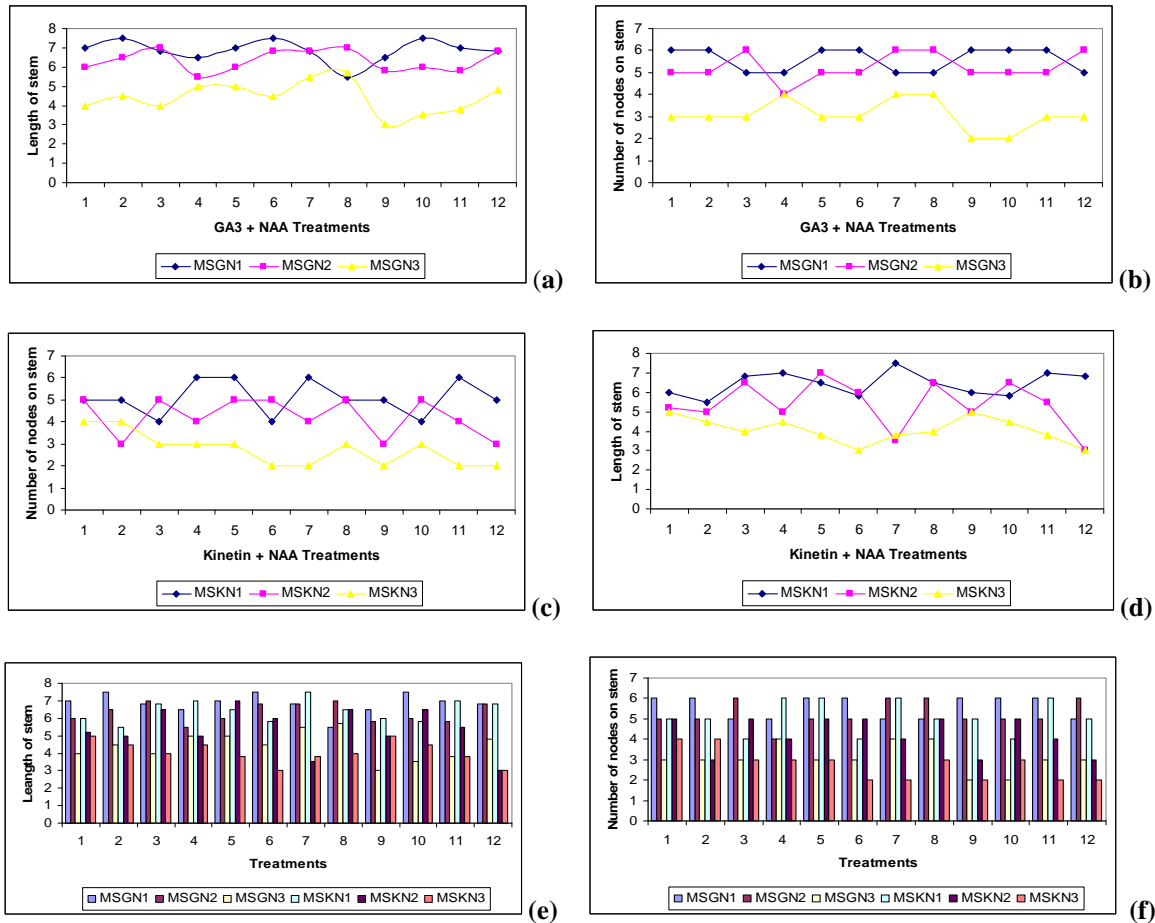 Length of stem
8
7
6
5
4
3
2
1
0
1 2 3 4 5 6 7 8 9 10 11 12
GA3 + NAA Treatments
MSGN1 MSGN2 MSGN3
(a)
Number of nodes on stem
7
6
5
4
3
2
1
0
1 2 3 4 5 6 7 8 9 10 11 12
GA3 + NAA Treatments
MSGN1 MSGN2 MSGN3
(b)
Number of nodes on stem
7
6
5
4
3
2
1
0
1 2 3 4 5 6 7 8 9 10 11 12
Kinetin + NAA Treatments
MSKN1 MSKN2 MSKN3
(c)
Length of stem
8
7
6
5
4
3
2
1
0
1 2 3 4 5 6 7 8 9 10 11 12
Kinetin + NAA Treatments
MSKN1 MSKN2 MSKN3
(d)
Leangth of stem
8
7
6
5
4
3
2
1
0
1 2 3 4 5 6 7 8 9 10 11 12
Treatments
MSGN1 MSGN2 MSGN3 MSKN1 MSKN2 MSKN3
(e)
Number of nodes on stem
7
6
5
4
3
2
1
0
1 2 3 4 5 6 7 8 9 10 11 12
Treatments
MSGN1 MSGN2 MSGN3 MSKN1 MSKN2 MSKN3
(f)